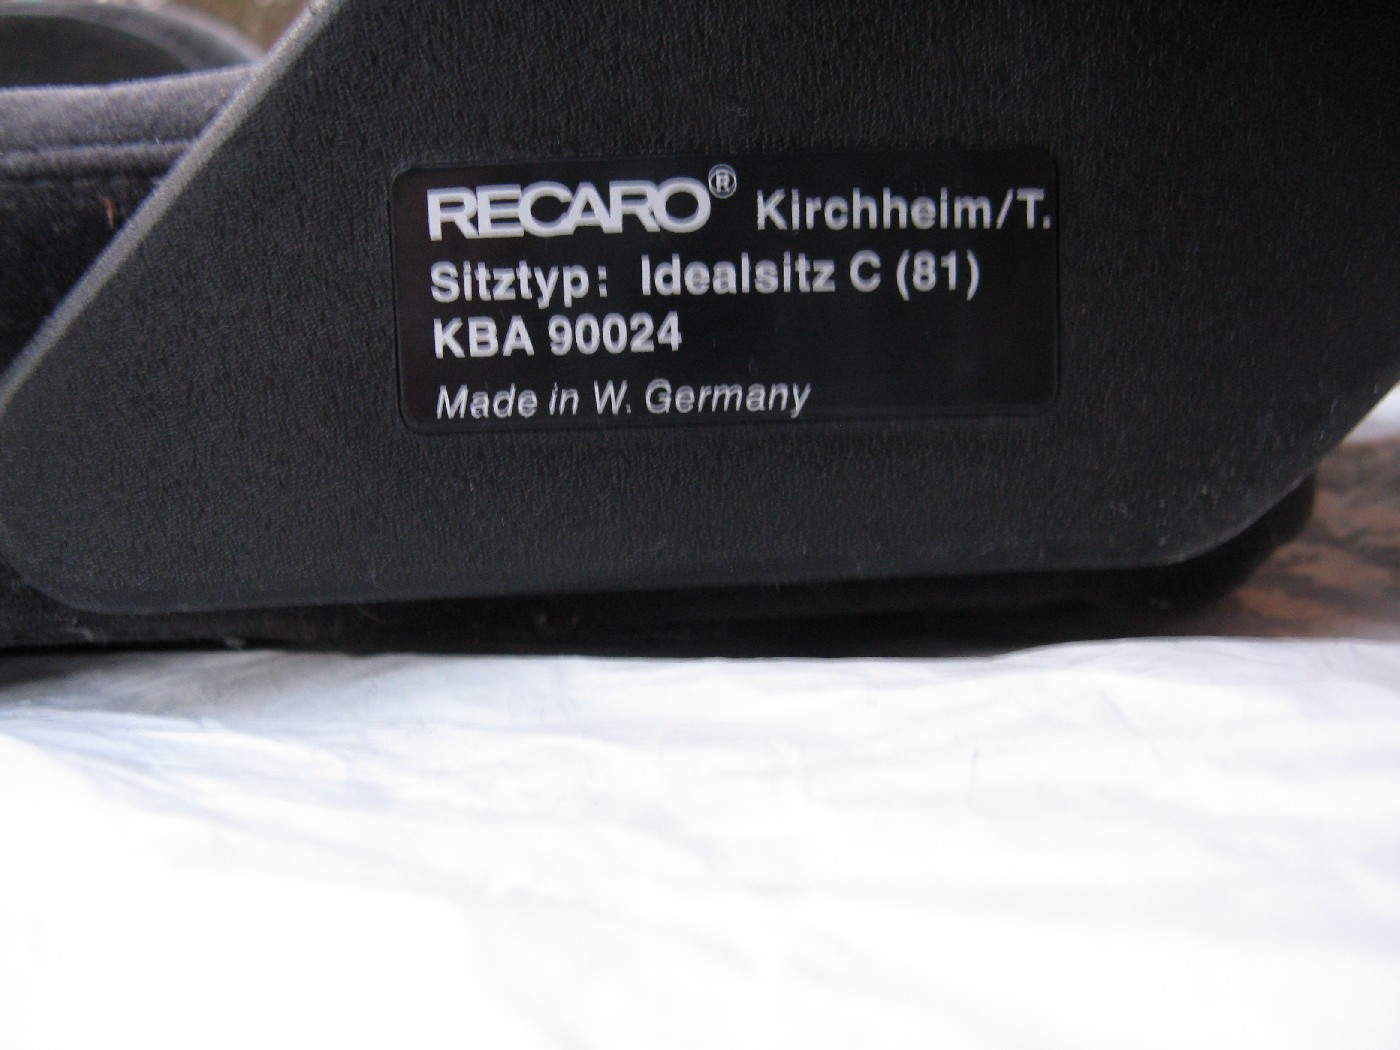 RECARO® Kirchheim/T.
Sitztyp: Idealsitz C (81)
KBA 90024
Made in W. Germany